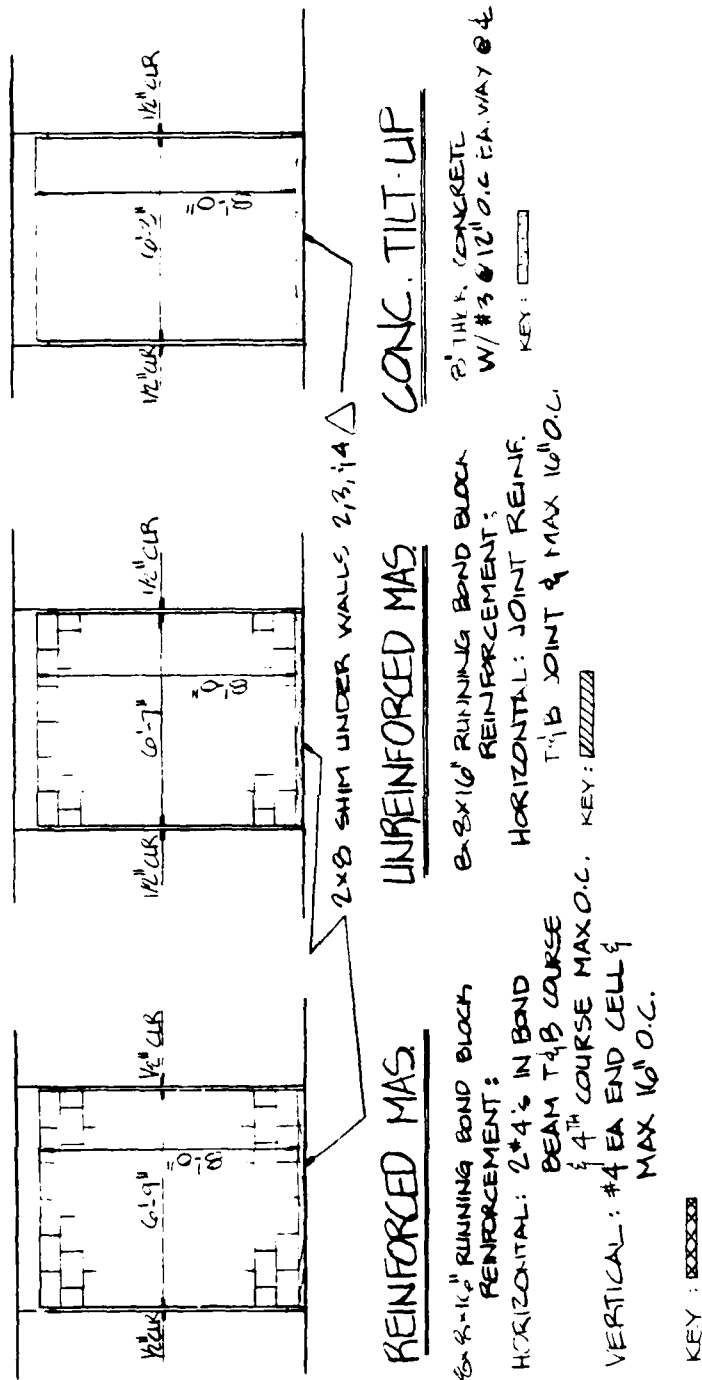 1/2" CLR
6'-9"
1/2" CLR
8'-0"
1/2" CLR
6'-7"
1/2" CLR
8'-0"
1/2" CLR
1/2" CLR
8'-0"
2x8 SHIM UNDER WALLS 2,3,&4
REINFORCED MAS.
8x8x16" RUNNING BOND BLOCK
REINFORCEMENT:
HORIZONTAL: 2#4's IN BOND
BEAM T&B COURSE
& 4TH COURSE MAX O.C.
VERTICAL: #4 EA END CELL &
MAX 16" O.C.
KEY:
UNREINFORCED MAS.
8x8x16" RUNNING BOND BLOCK
REINFORCEMENT:
HORIZONTAL: JOINT REINF.
T&B JOINT & MAX 16" O.C.
KEY:
CONC. TILT-UP
8" THK. CONCRETE
W/ #3 @ 12" O.C. EA. WAY @ ℄
KEY: